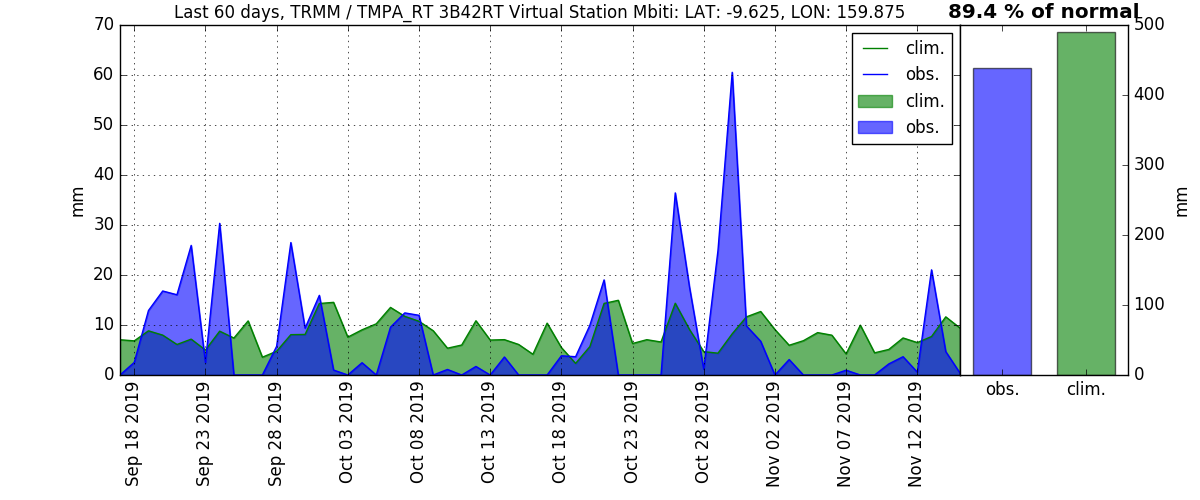 Last 60 days, TRMM / TMPA_RT 3B42RT Virtual Station Mbiti: LAT: -9.625, LON: 159.875
89.4 % of normal
70
60
50
40
30
20
10
0
mm
clim.
obs.
clim.
obs.
500
400
300
200
100
0
mm
obs.
clim.
Sep 18 2019
Sep 23 2019
Sep 28 2019
Oct 03 2019
Oct 08 2019
Oct 13 2019
Oct 18 2019
Oct 23 2019
Oct 28 2019
Nov 02 2019
Nov 07 2019
Nov 12 2019